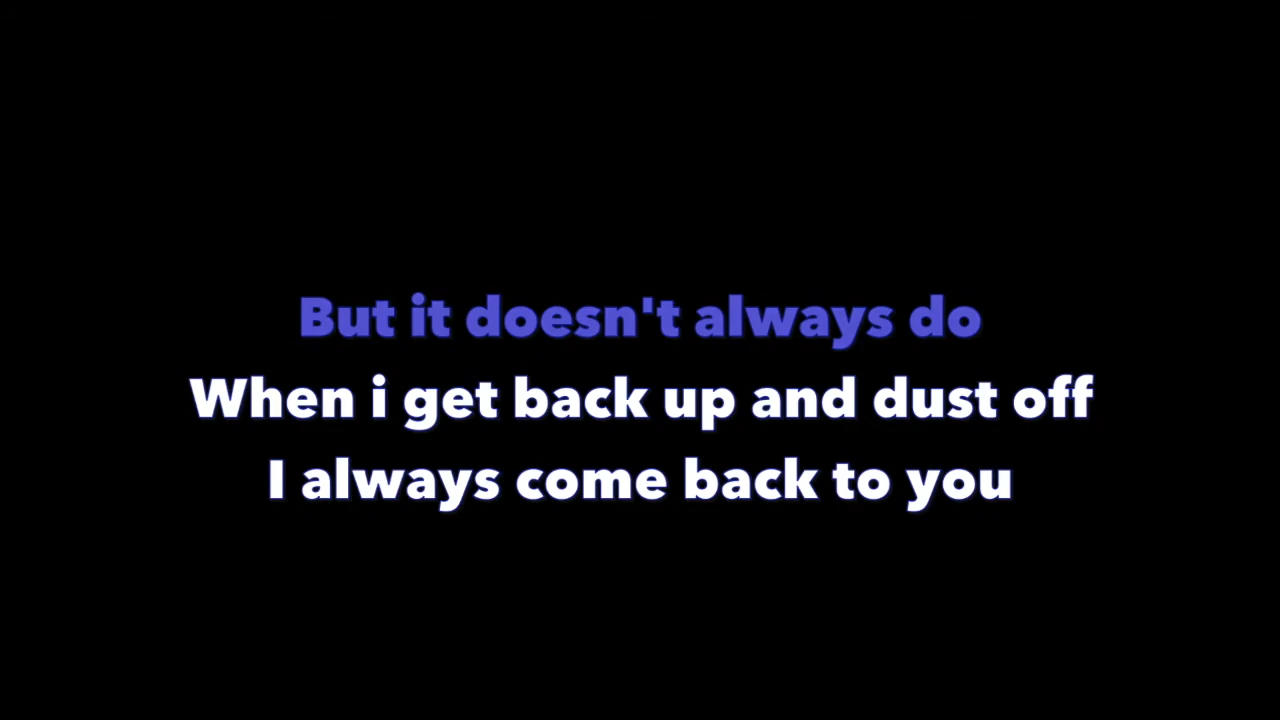 But it doesn't always do
When i get back up and dust off
I always come back to you